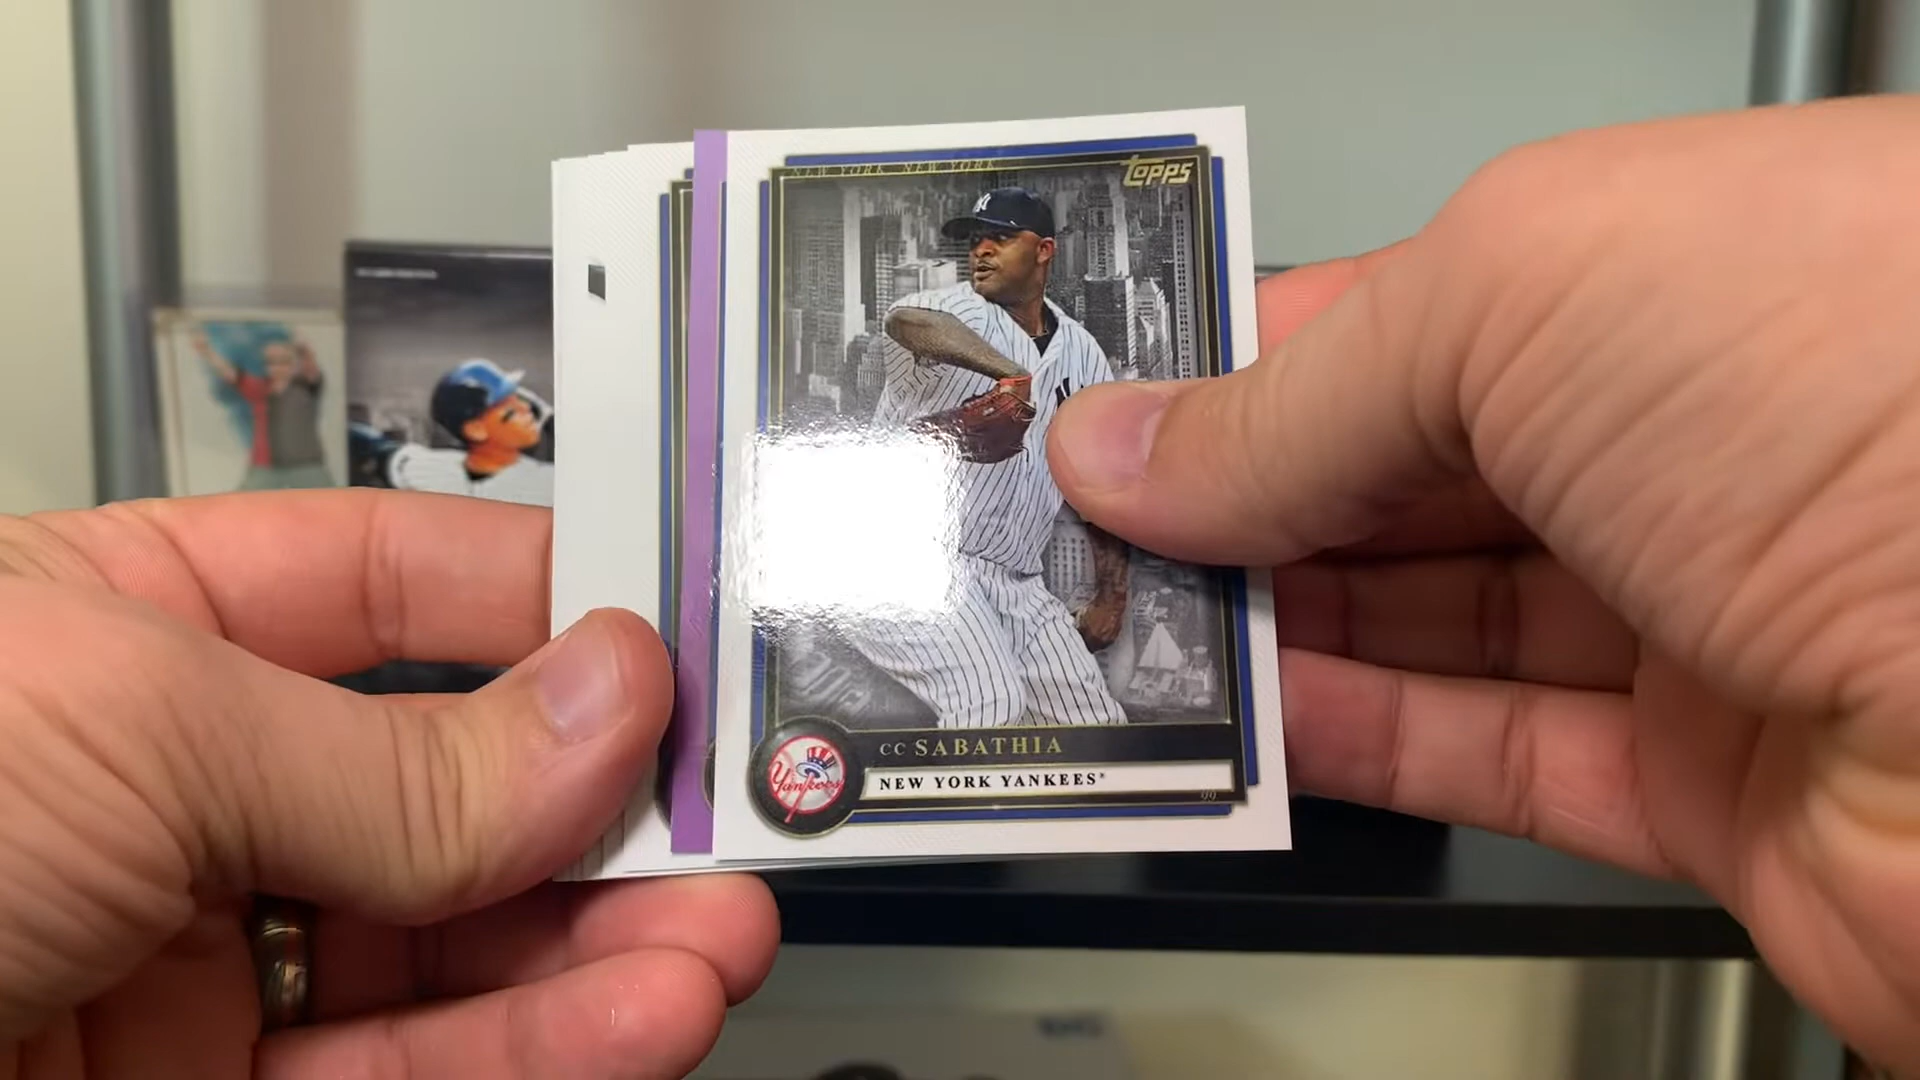 NEW YORK, NEW YORK
TOPPS
CC SABATHIA
NEW YORK YANKEES
Yankees